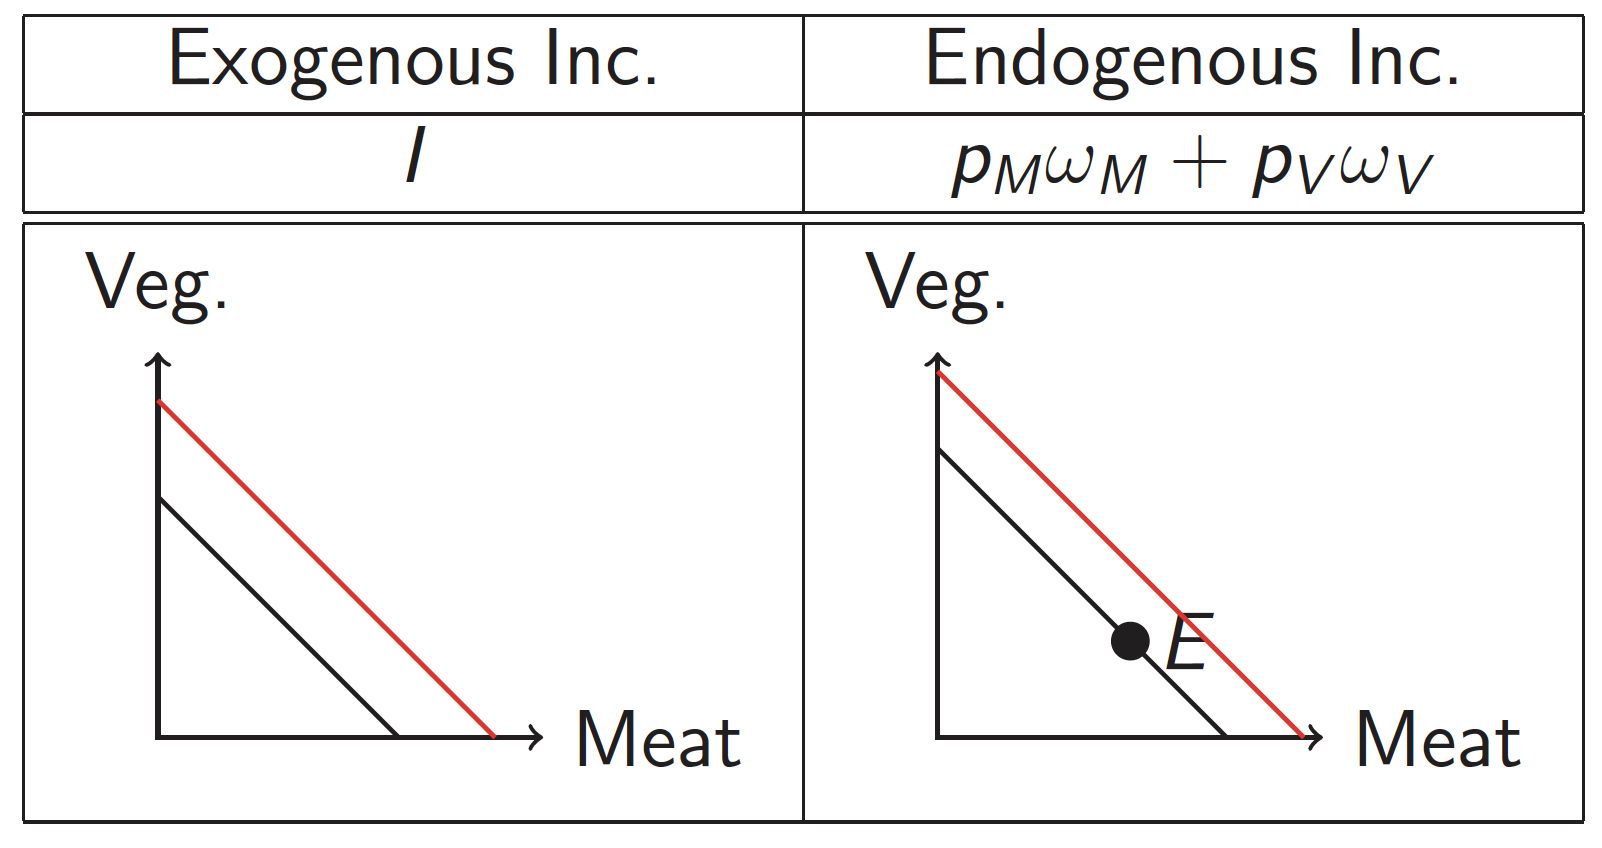 Exogenous Inc.
Endogenous Inc.
I
p_M ω_M + p_V ω_V
Veg.
Meat
Veg.
E
Meat